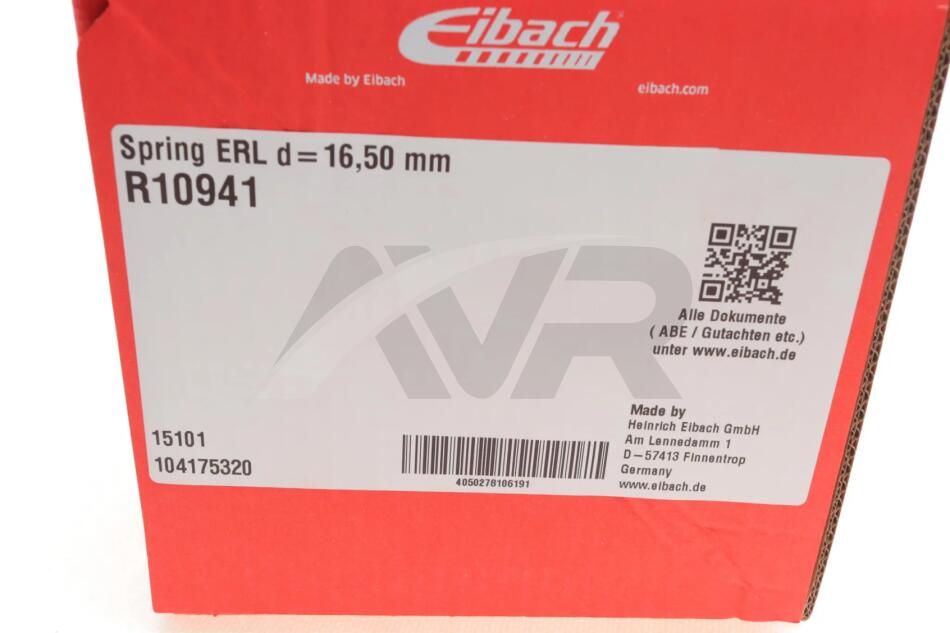 Eibach
Made by Eibach
eibach.com
Spring ERL d=16,50 mm
R10941
AVR
Alle Dokumente
( ABE / Gutachten etc.)
unter www.eibach.de
15101
104175320
4050278106191
Made by
Heinrich Eibach GmbH
Am Lennedamm 1
D-57413 Finnentrop
Germany
www.eibach.de